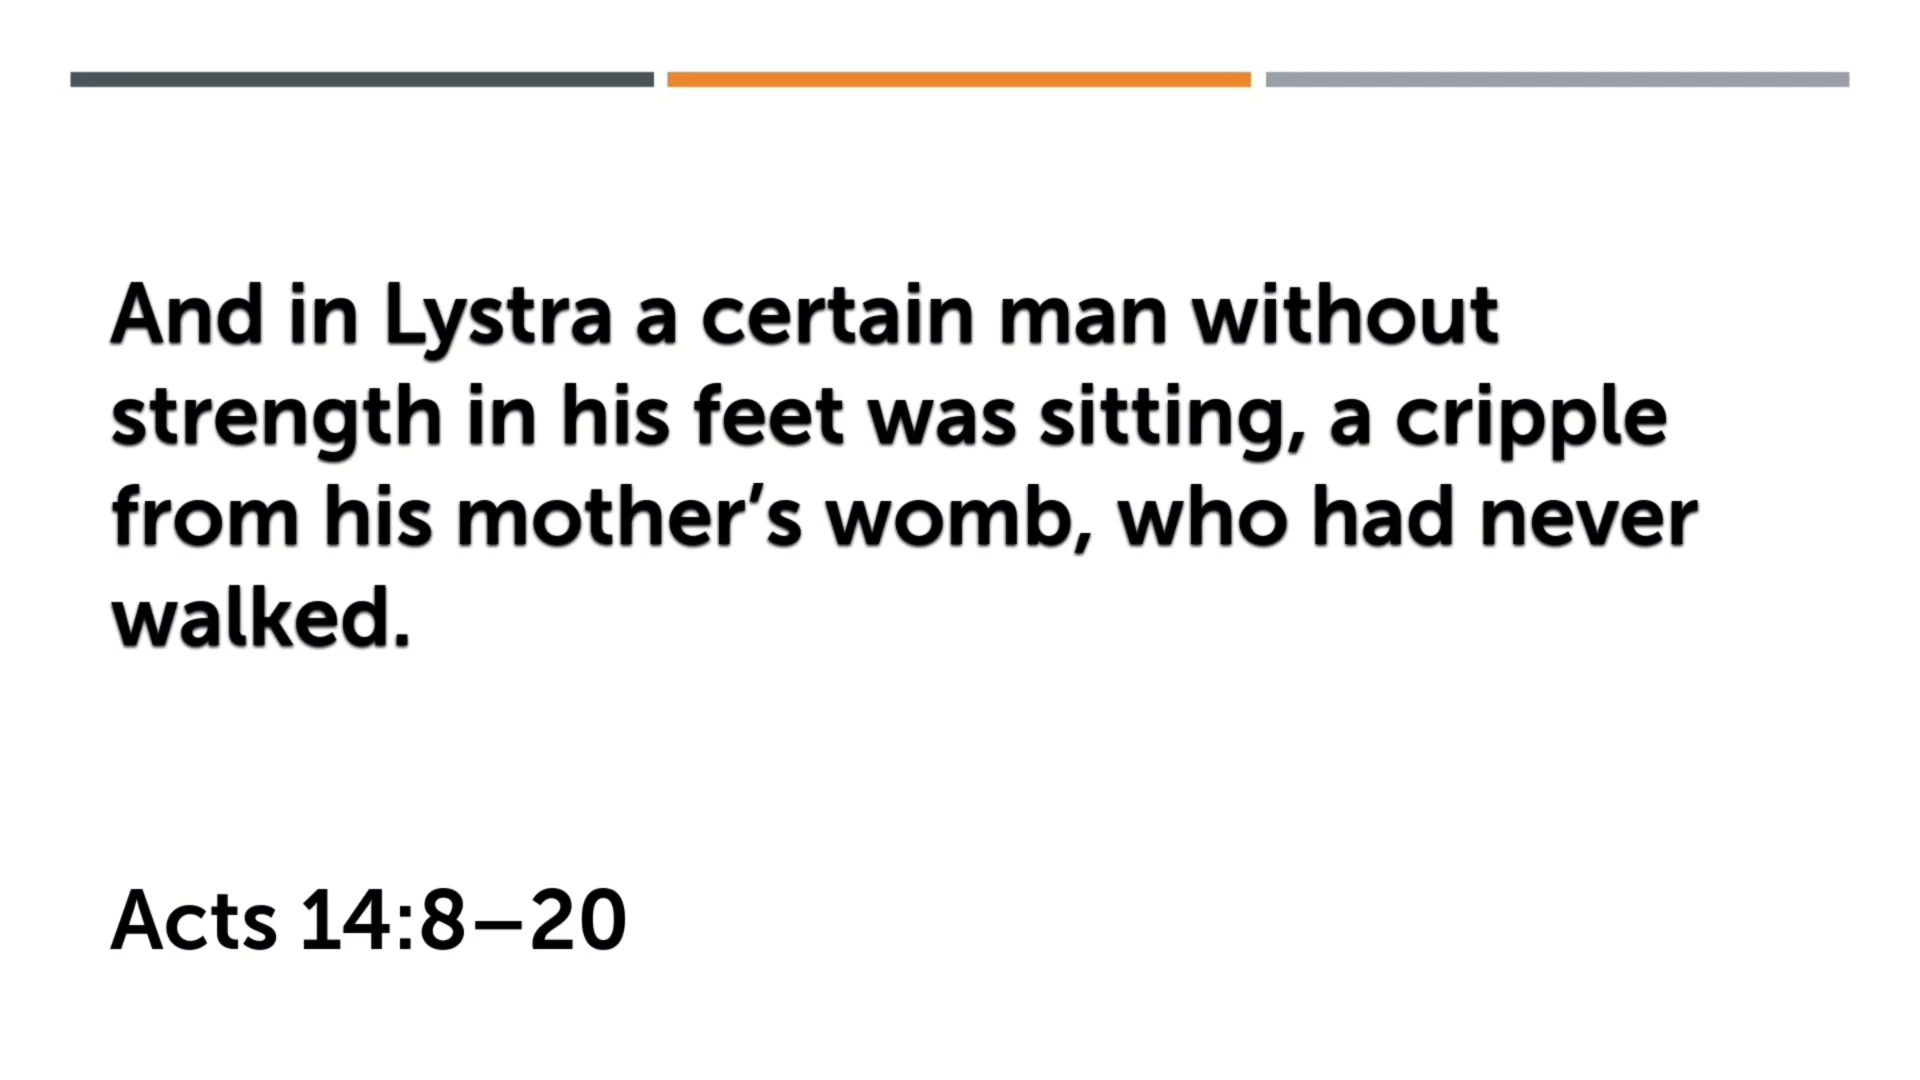 And in Lystra a certain man without
strength in his feet was sitting, a cripple
from his mother’s womb, who had never
walked.
Acts 14:8–20